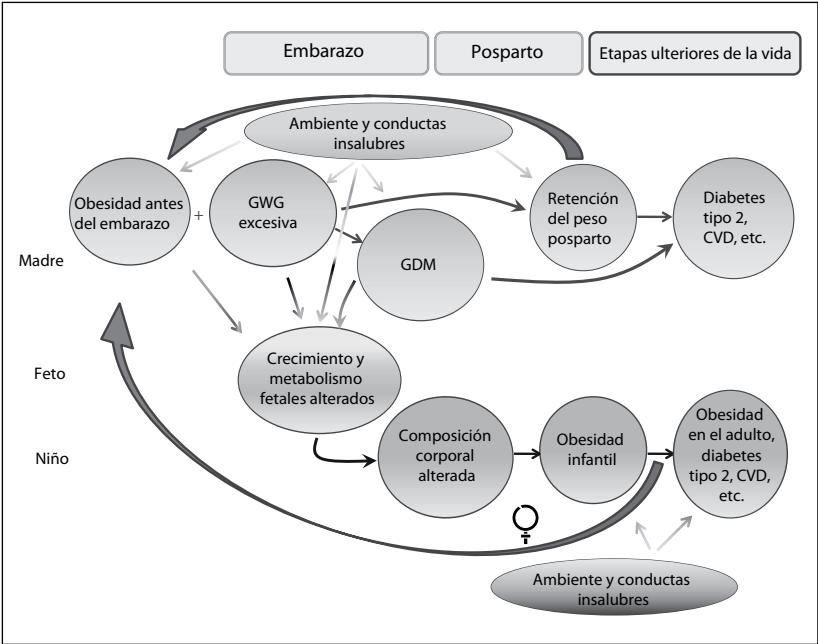 Embarazo
Posparto
Etapas ulteriores de la vida
Ambiente y conductas
insalubres
Obesidad antes
del embarazo
+
GWG
excesiva
Retención
del peso
posparto
Diabetes
tipo 2,
CVD, etc.
Madre
GDM
Feto
Crecimiento y
metabolismo
fetales alterados
Niño
Composición
corporal
alterada
Obesidad
infantil
Obesidad
en el adulto,
diabetes
tipo 2, CVD,
etc.
Ambiente y conductas
insalubres